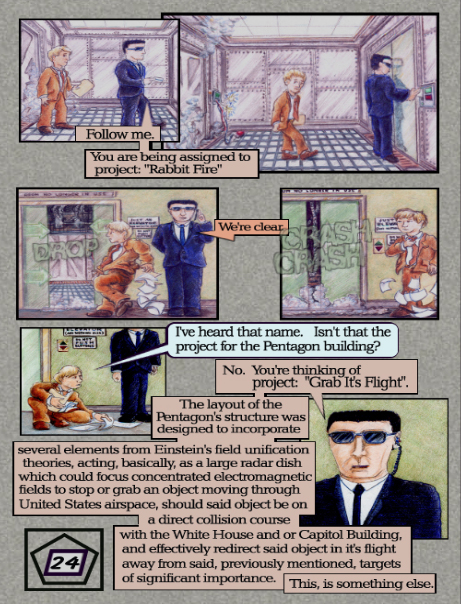 Follow me.
You are being assigned to
project: "Rabbit Fire"
DROP
We're clear
CRASH
CRASH
I've heard that name. Isn't that the
project for the Pentagon building?
No. You're thinking of
project: "Grab It's Flight".
The layout of the
Pentagon's structure was
designed to incorporate
several elements from Einstein's field unification
theories, acting, basically, as a large radar dish
which could focus concentrated electromagnetic
fields to stop or grab an object moving through
United States airspace, should said object be on
a direct collision course
with the White House and or Capitol Building,
and effectively redirect said object in it's flight
away from said, previously mentioned, targets
of significant importance.
This, is something else.
24